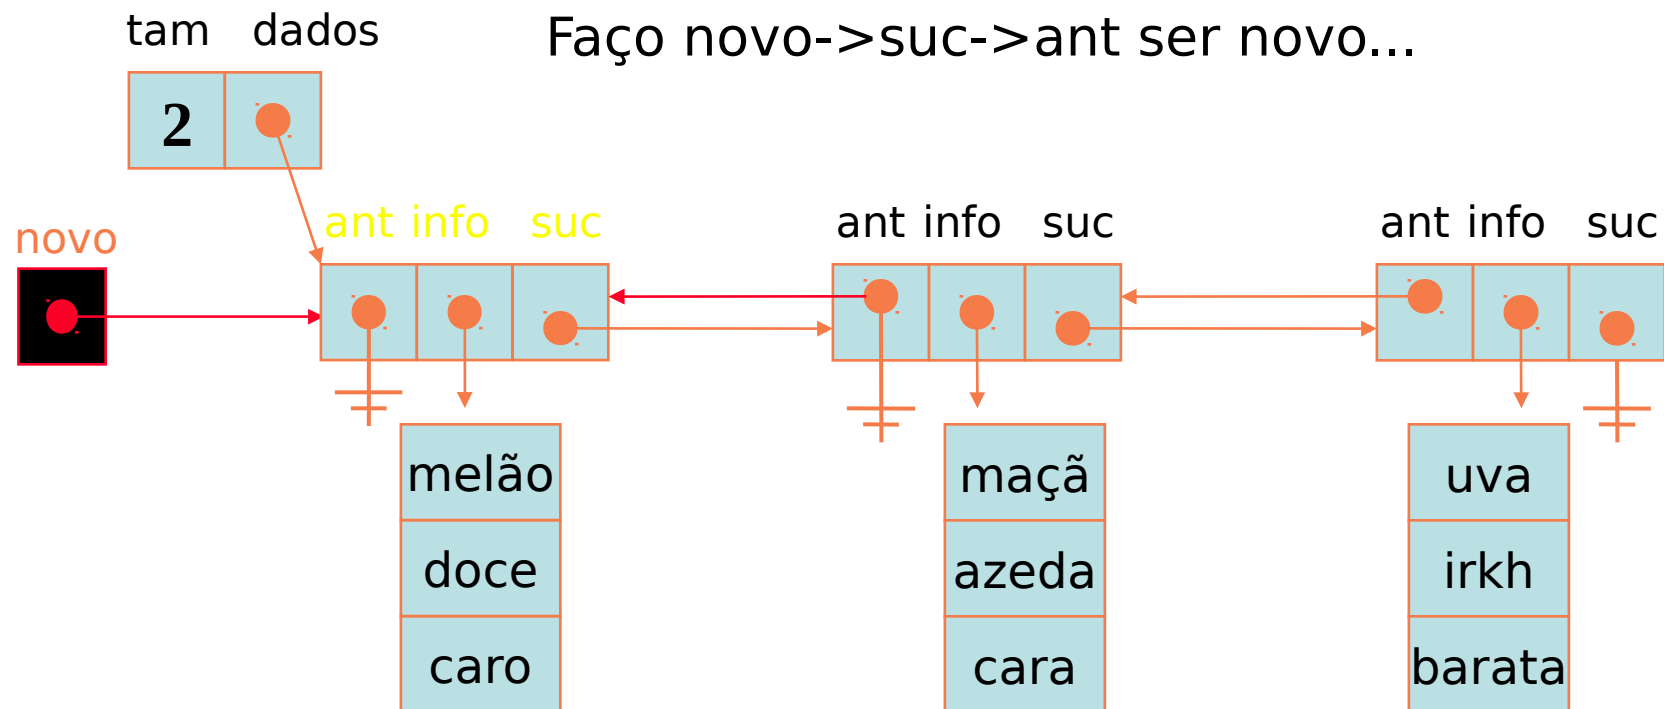 tam dados Faço novo->suc->ant ser novo...
2
novo
ant info suc ant info suc ant info suc
melão maçã uva
doce azeda irkh
caro cara barata